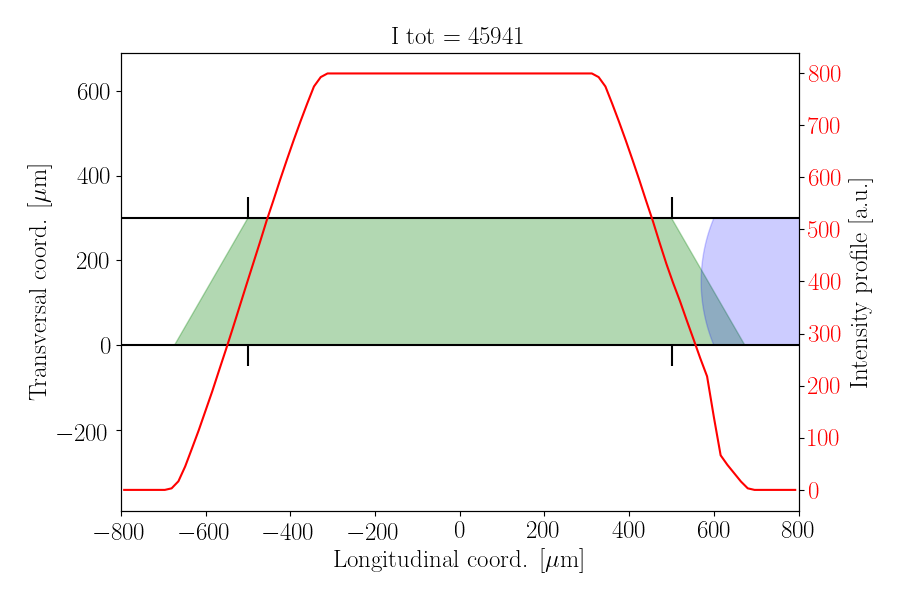 I tot = 45941
Transversal coord. [μm]
600
400
200
0
−200
800
700
600
500
400
300
200
100
0
Intensity profile [a.u.]
−800 −600 −400 −200 0 200 400 600 800
Longitudinal coord. [μm]